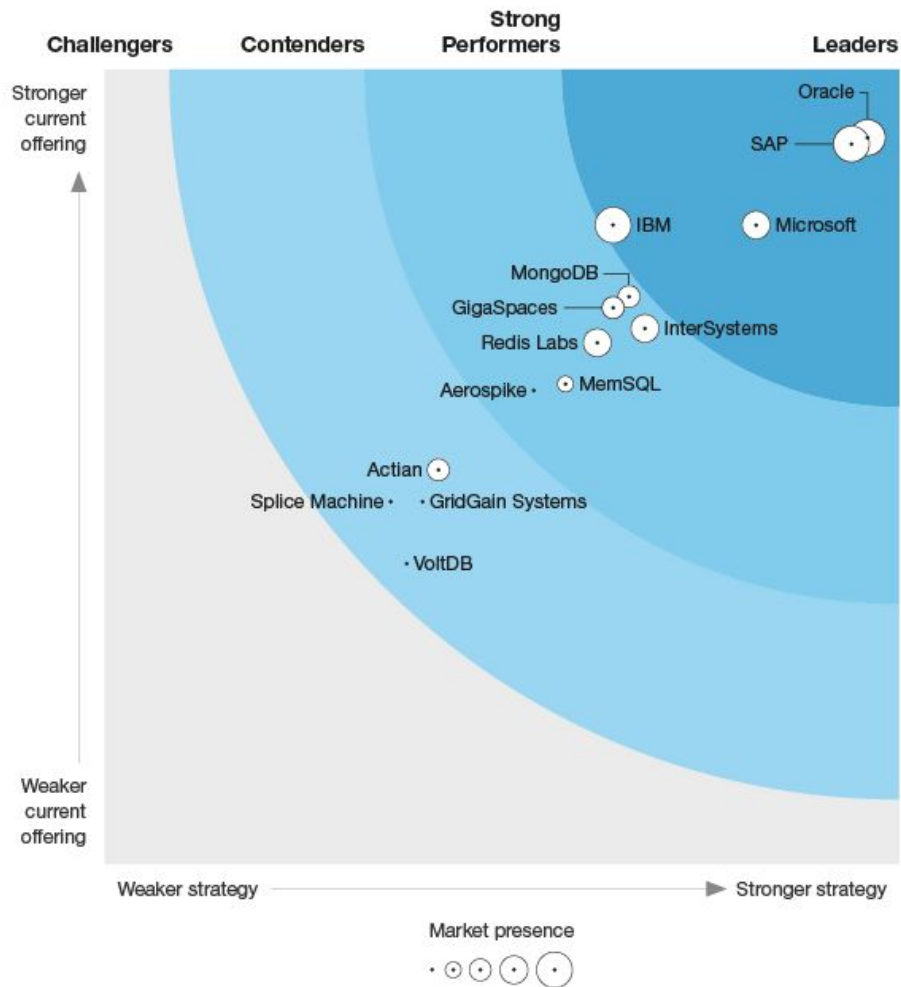 Challengers
Contenders
Strong
Performers
Leaders
Stronger
current
offering
Oracle
SAP
IBM
Microsoft
MongoDB
GigaSpaces
InterSystems
Redis Labs
Aerospike
MemSQL
Actian
Splice Machine
GridGain Systems
VoltDB
Weaker
current
offering
Weaker strategy
Stronger strategy
Market presence